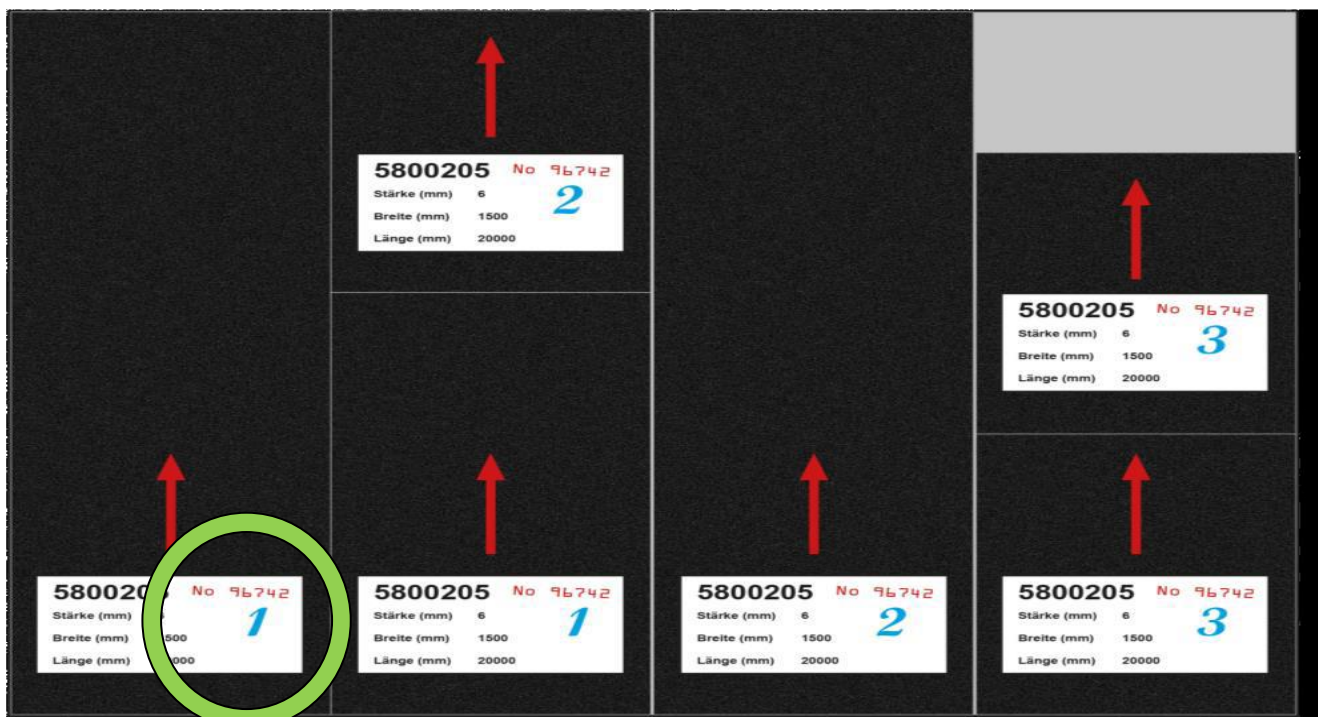 5800205 No 96742
Stärke (mm) 6 2
Breite (mm) 1500
Länge (mm) 20000
5800205 No 96742
Stärke (mm) 6 3
Breite (mm) 1500
Länge (mm) 20000
5800205 No 96742
Stärke (mm) 1
Breite (mm) 500
Länge (mm) 000
5800205 No 96742
Stärke (mm) 6 1
Breite (mm) 1500
Länge (mm) 20000
5800205 No 96742
Stärke (mm) 6 2
Breite (mm) 1500
Länge (mm) 20000
5800205 No 96742
Stärke (mm) 6 3
Breite (mm) 1500
Länge (mm) 20000